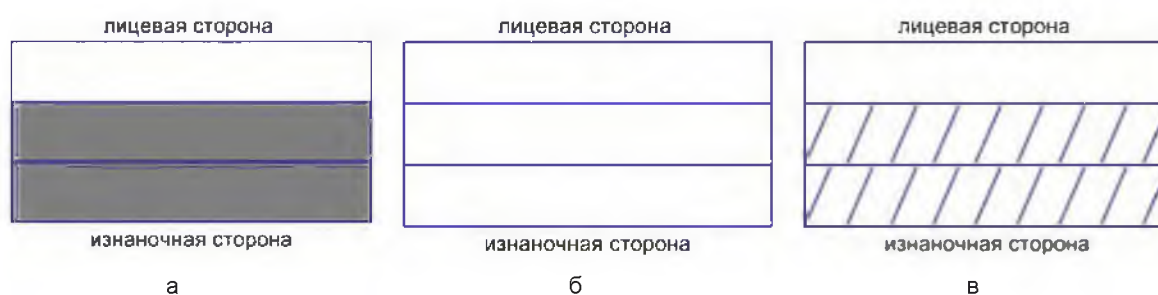 лицевая сторона
лицевая сторона
лицевая сторона
изнаночная сторона
изнаночная сторона
изнаночная сторона
а
б
в